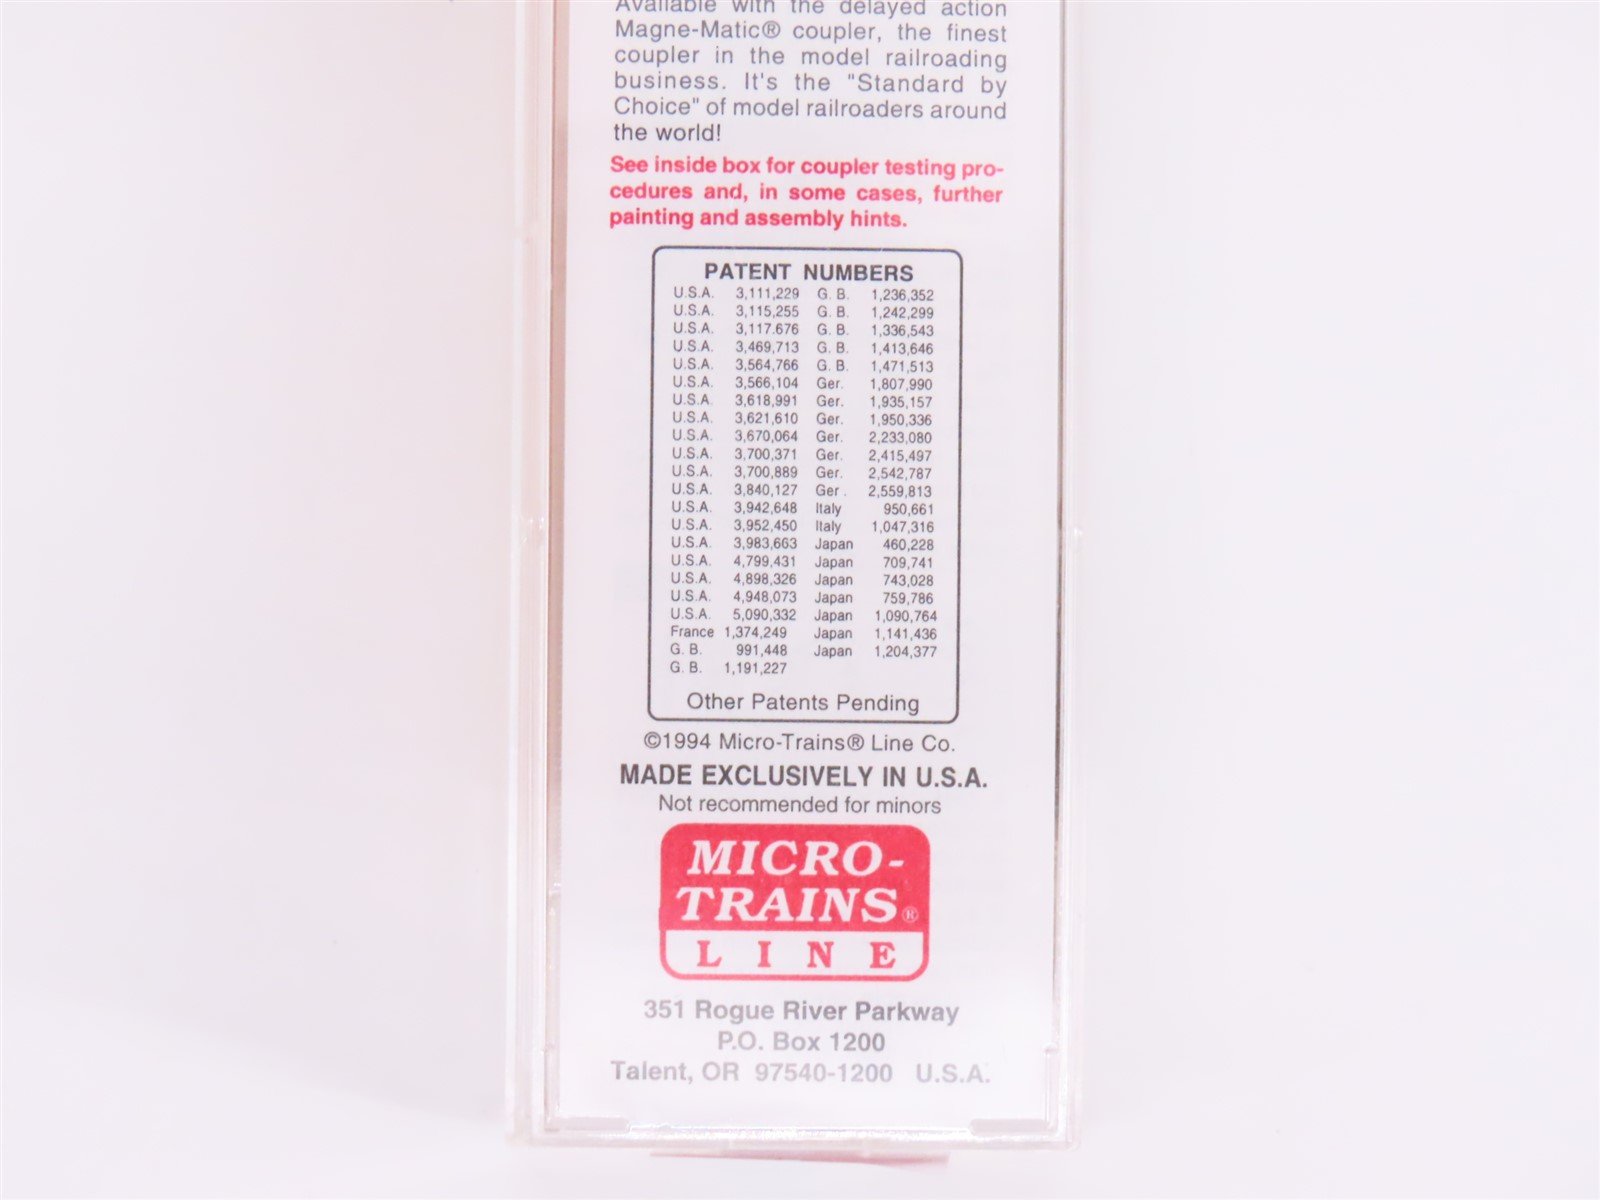 Available with the delayed action
Magne-Matic® coupler, the finest
coupler in the model railroading
business. It's the "Standard by
Choice" of model railroaders around
the world!
See inside box for coupler testing pro-
cedures and, in some cases, further
painting and assembly hints.
PATENT NUMBERS
U.S.A. 3,111,229 G. B. 1,236,352
U.S.A. 3,115,255 G. B. 1,242,299
U.S.A. 3,117.676 G. B. 1,336,543
U.S.A. 3,469,713 G. B. 1,413,646
U.S.A. 3,564,766 G. B. 1,471,513
U.S.A. 3,566,104 Ger. 1,807,990
U.S.A. 3,618,991 Ger. 1,935,157
U.S.A. 3,621,610 Ger. 1,950,336
U.S.A. 3,670,064 Ger. 2,233,080
U.S.A. 3,700,371 Ger. 2,415,497
U.S.A. 3,700,889 Ger. 2,542,787
U.S.A. 3,840,127 Ger . 2,559,813
U.S.A. 3,942,648 Italy 950,661
U.S.A. 3,952,450 Italy 1,047,316
U.S.A. 3,983,663 Japan 460,228
U.S.A. 4,799,431 Japan 709,741
U.S.A. 4,898,326 Japan 743,028
U.S.A. 4,948,073 Japan 759,786
U.S.A. 5,090,332 Japan 1,090,764
France 1,374,249 Japan 1,141,436
G. B. 991,448 Japan 1,204,377
G. B. 1,191,227
Other Patents Pending
©1994 Micro-Trains® Line Co.
MADE EXCLUSIVELY IN U.S.A.
Not recommended for minors
MICRO-
TRAINS®
LINE
351 Rogue River Parkway
P.O. Box 1200
Talent, OR 97540-1200 U.S.A.